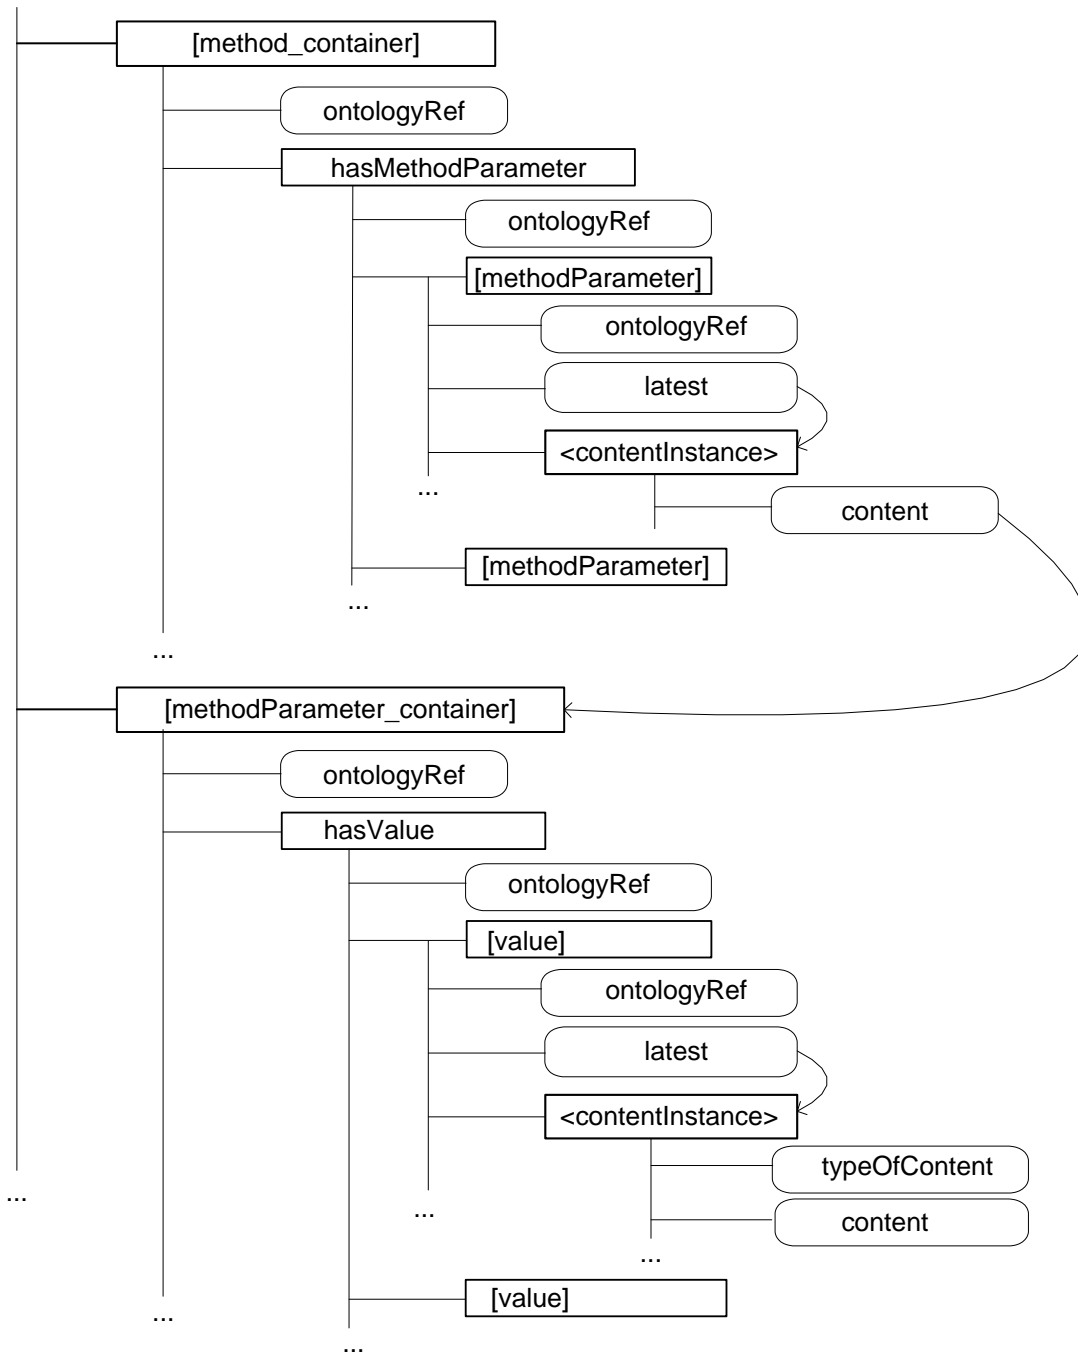 [method_container]
ontologyRef
hasMethodParameter
ontologyRef
[methodParameter]
ontologyRef
latest
<contentInstance>
...
content
[methodParameter]
...
...
[methodParameter_container]
ontologyRef
hasValue
ontologyRef
[value]
ontologyRef
latest
<contentInstance>
typeOfContent
...
...
content
...
[value]
...
...